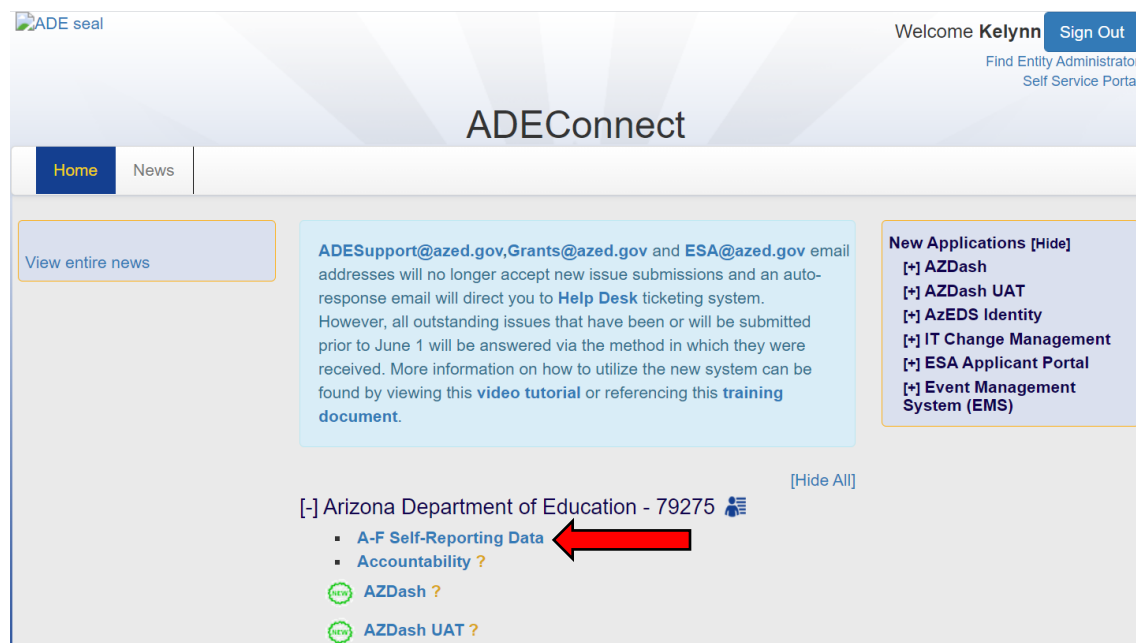 ADE seal
Welcome Kelynn Sign Out
Find Entity Administrator
Self Service Portal
ADEConnect
Home News
View entire news
ADESupport@azed.gov,Grants@azed.gov and ESA@azed.gov email
addresses will no longer accept new issue submissions and an auto-
response email will direct you to Help Desk ticketing system.
However, all outstanding issues that have been or will be submitted
prior to June 1 will be answered via the method in which they were
received. More information on how to utilize the new system can be
found by viewing this video tutorial or referencing this training
document.
New Applications [Hide]
[+] AZDash
[+] AZDash UAT
[+] AzEDS Identity
[+] IT Change Management
[+] ESA Applicant Portal
[+] Event Management
System (EMS)
[Hide All]
[-] Arizona Department of Education - 79275
▪ A-F Self-Reporting Data
▪ Accountability ?
NEW AZDash ?
NEW AZDash UAT ?